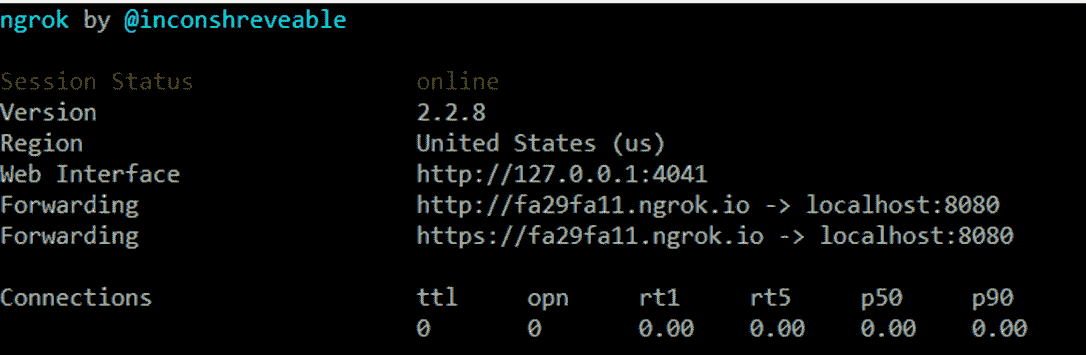 ngrok by @inconshreveable
Session Status online
Version 2.2.8
Region United States (us)
Web Interface http://127.0.0.1:4041
Forwarding http://fa29fa11.ngrok.io -> localhost:8080
Forwarding https://fa29fa11.ngrok.io -> localhost:8080
Connections ttl opn rt1 rt5 p50 p90
0 0 0.00 0.00 0.00 0.00